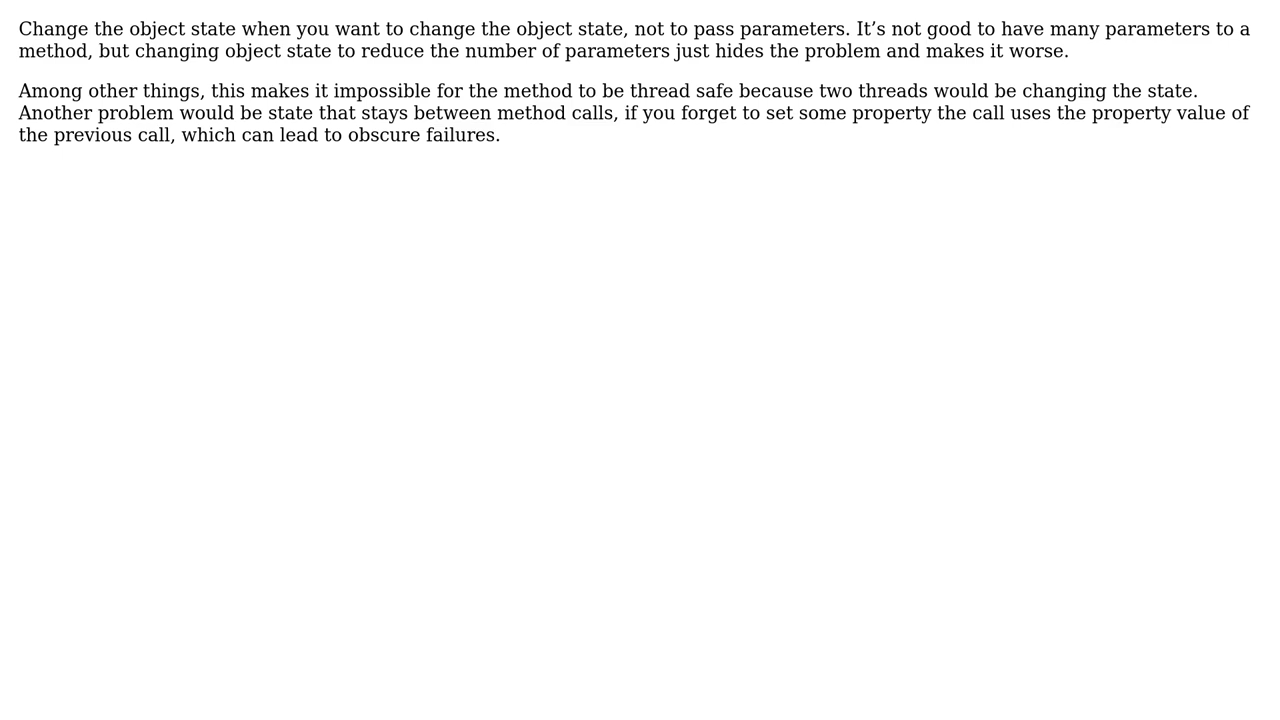 Change the object state when you want to change the object state, not to pass parameters. It’s not good to have many parameters to a
method, but changing object state to reduce the number of parameters just hides the problem and makes it worse.
Among other things, this makes it impossible for the method to be thread safe because two threads would be changing the state.
Another problem would be state that stays between method calls, if you forget to set some property the call uses the property value of
the previous call, which can lead to obscure failures.